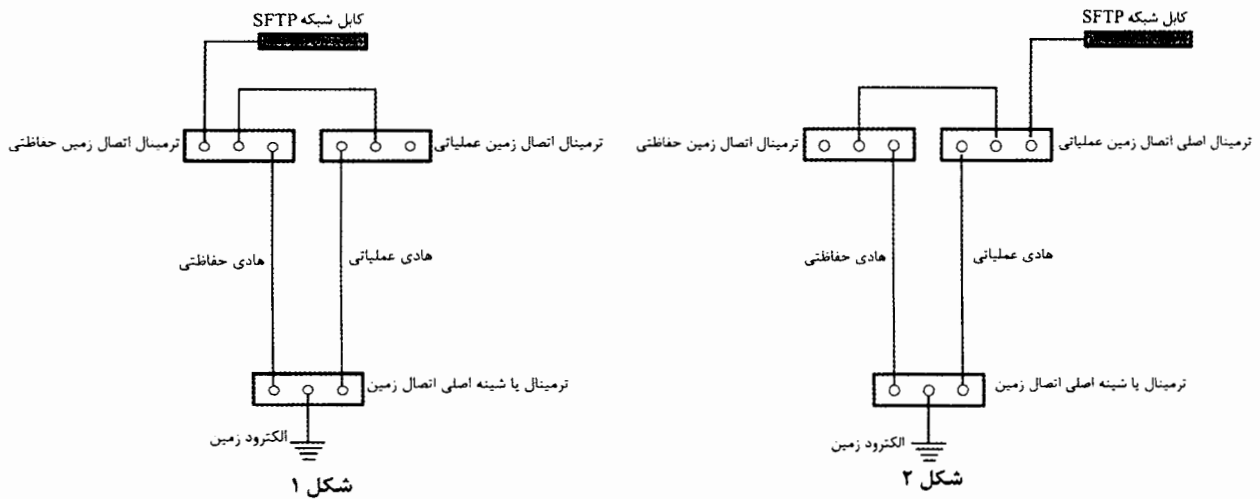 کابل شبکه SFTP
ترمینال اتصال زمین حفاظتی
ترمینال اتصال زمین عملیاتی
هادی حفاظتی
هادی عملیاتی
ترمینال یا شینه اصلی اتصال زمین
الکترود زمین
شکل ۱
کابل شبکه SFTP
ترمینال اتصال زمین حفاظتی
ترمینال اصلی اتصال زمین عملیاتی
هادی حفاظتی
هادی عملیاتی
ترمینال یا شینه اصلی اتصال زمین
الکترود زمین
شکل ۲